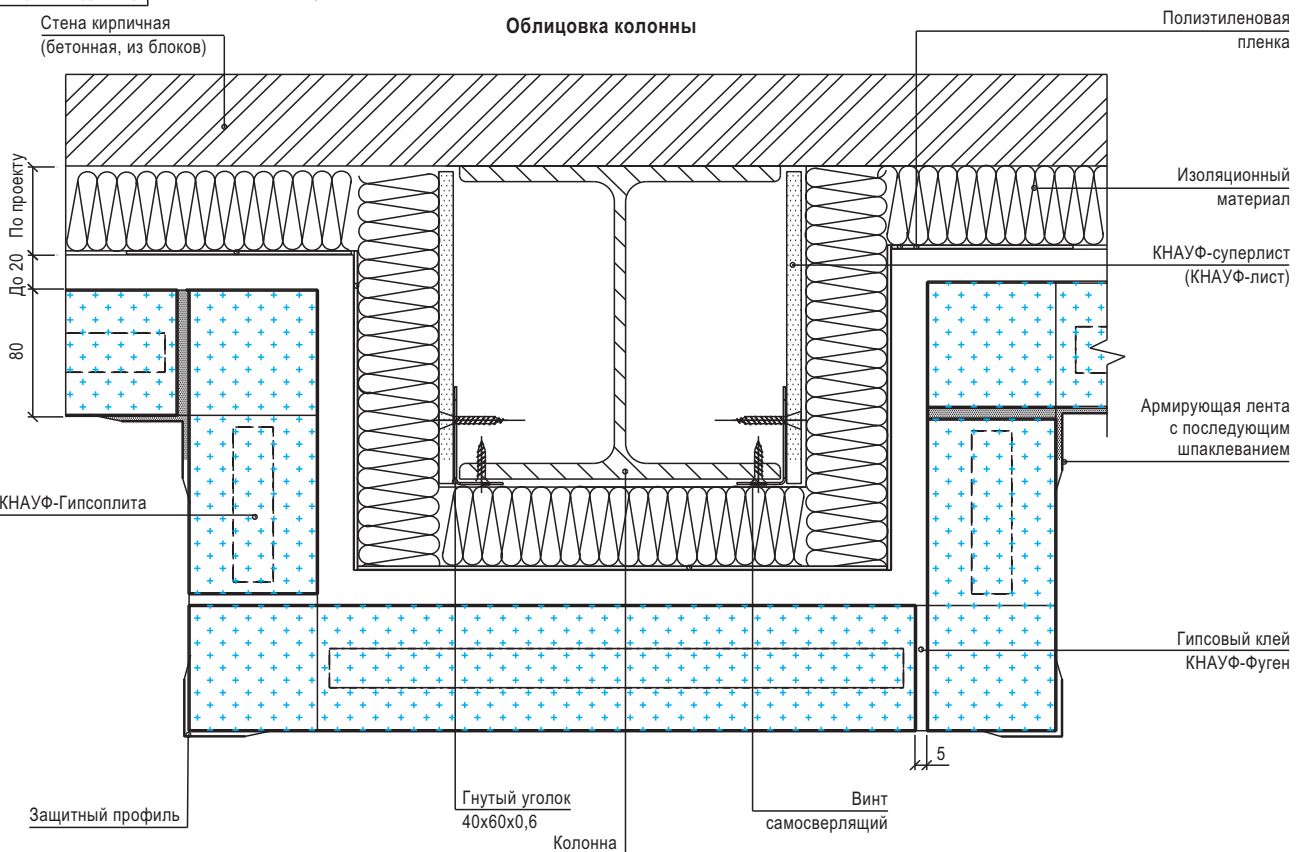 Облицовка колонны
Стена кирпичная
(бетонная, из блоков)
Полиэтиленовая
пленка
По проекту
До 20
80
Изоляционный
материал
КНАУФ-суперлист
(КНАУФ-лист)
Армирующая лента
с последующим
шпаклеванием
КНАУФ-Гипсоплита
Гипсовый клей
КНАУФ-Фуген
5
Защитный профиль
Гнутый уголок
40х60х0,6
Колонна
Винт
самосверлящий